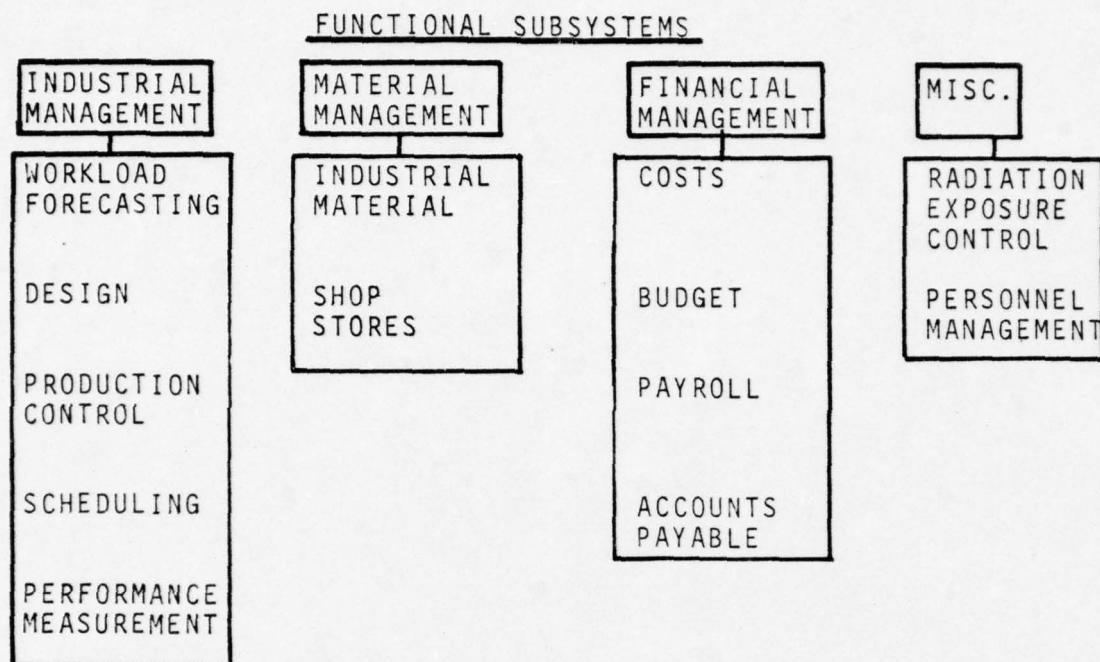 FUNCTIONAL SUBSYSTEMS
INDUSTRIAL
MANAGEMENT
WORKLOAD
FORECASTING
DESIGN
PRODUCTION
CONTROL
SCHEDULING
PERFORMANCE
MEASUREMENT
MATERIAL
MANAGEMENT
INDUSTRIAL
MATERIAL
SHOP
STORES
FINANCIAL
MANAGEMENT
COSTS
BUDGET
PAYROLL
ACCOUNTS
PAYABLE
MISC.
RADIATION
EXPOSURE
CONTROL
PERSONNEL
MANAGEMENT